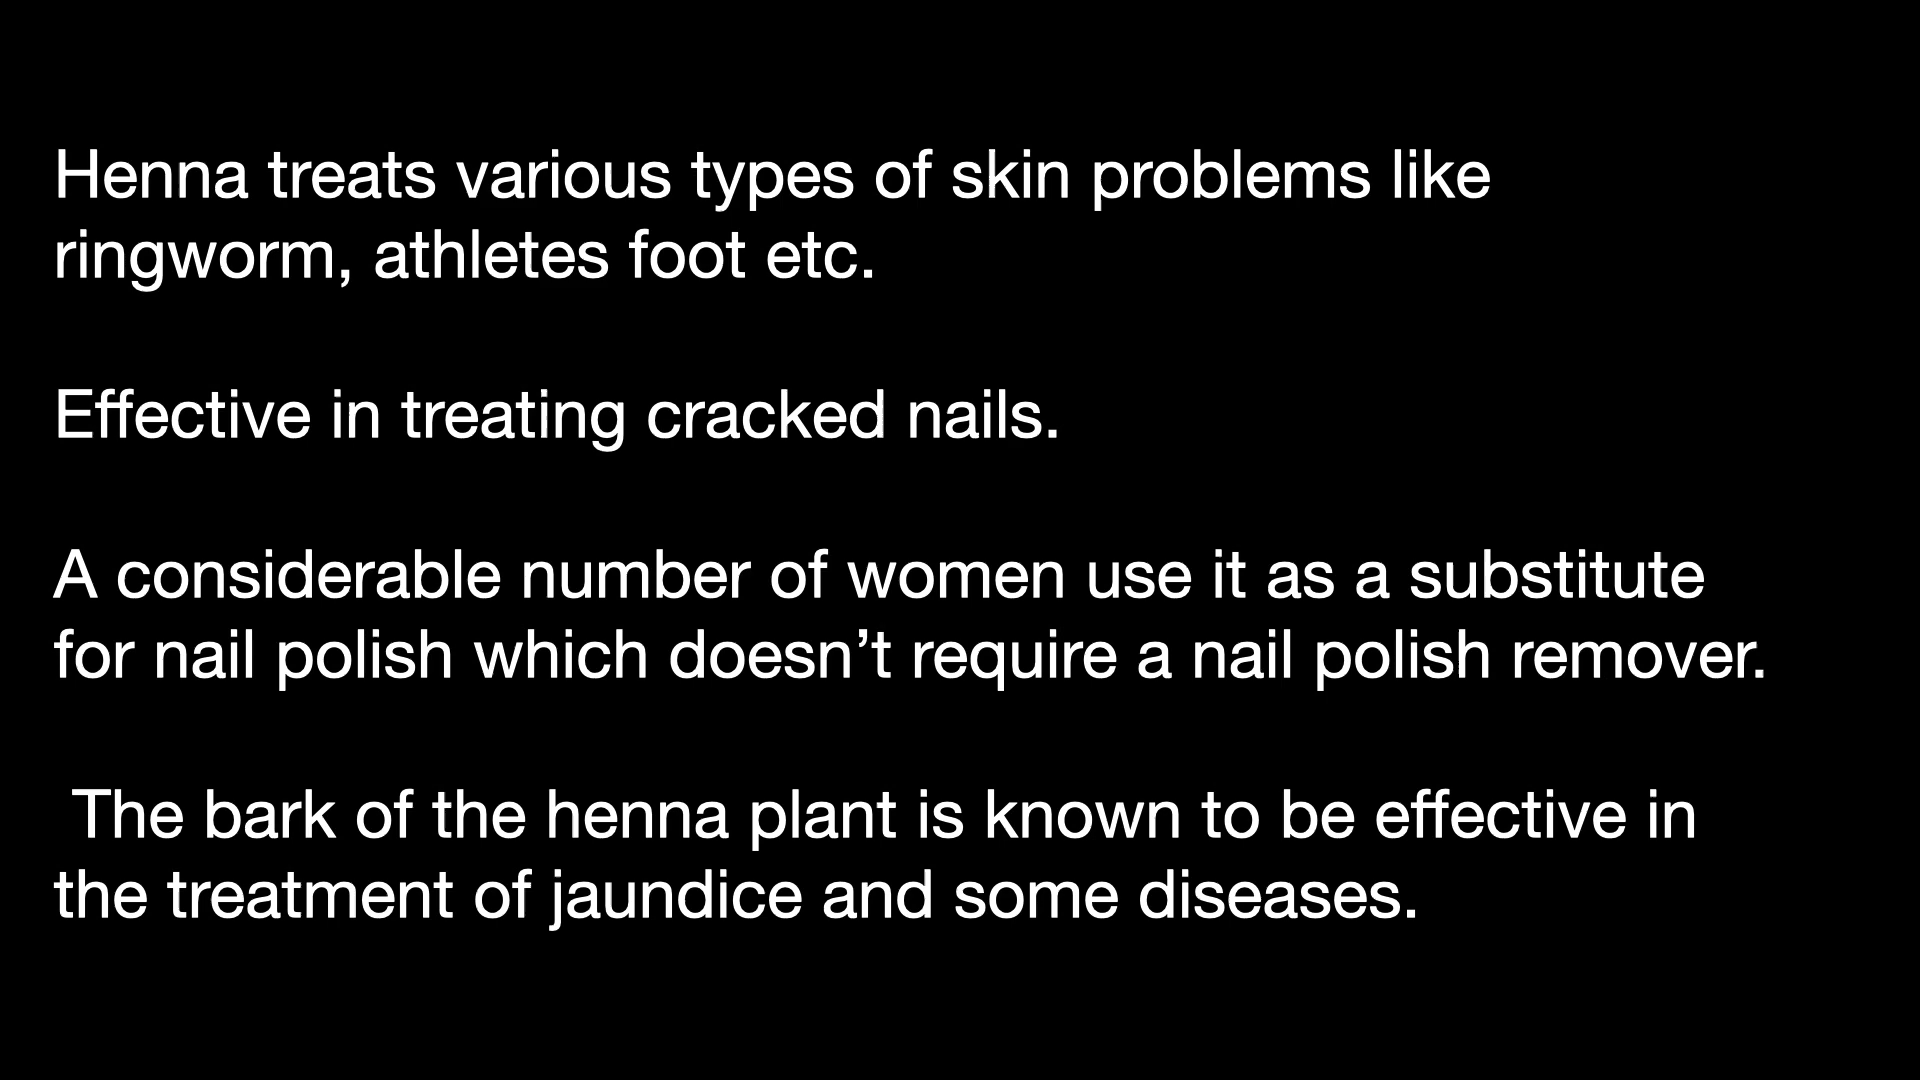 Henna treats various types of skin problems like
ringworm, athletes foot etc.
Effective in treating cracked nails.
A considerable number of women use it as a substitute
for nail polish which doesn’t require a nail polish remover.
The bark of the henna plant is known to be effective in
the treatment of jaundice and some diseases.